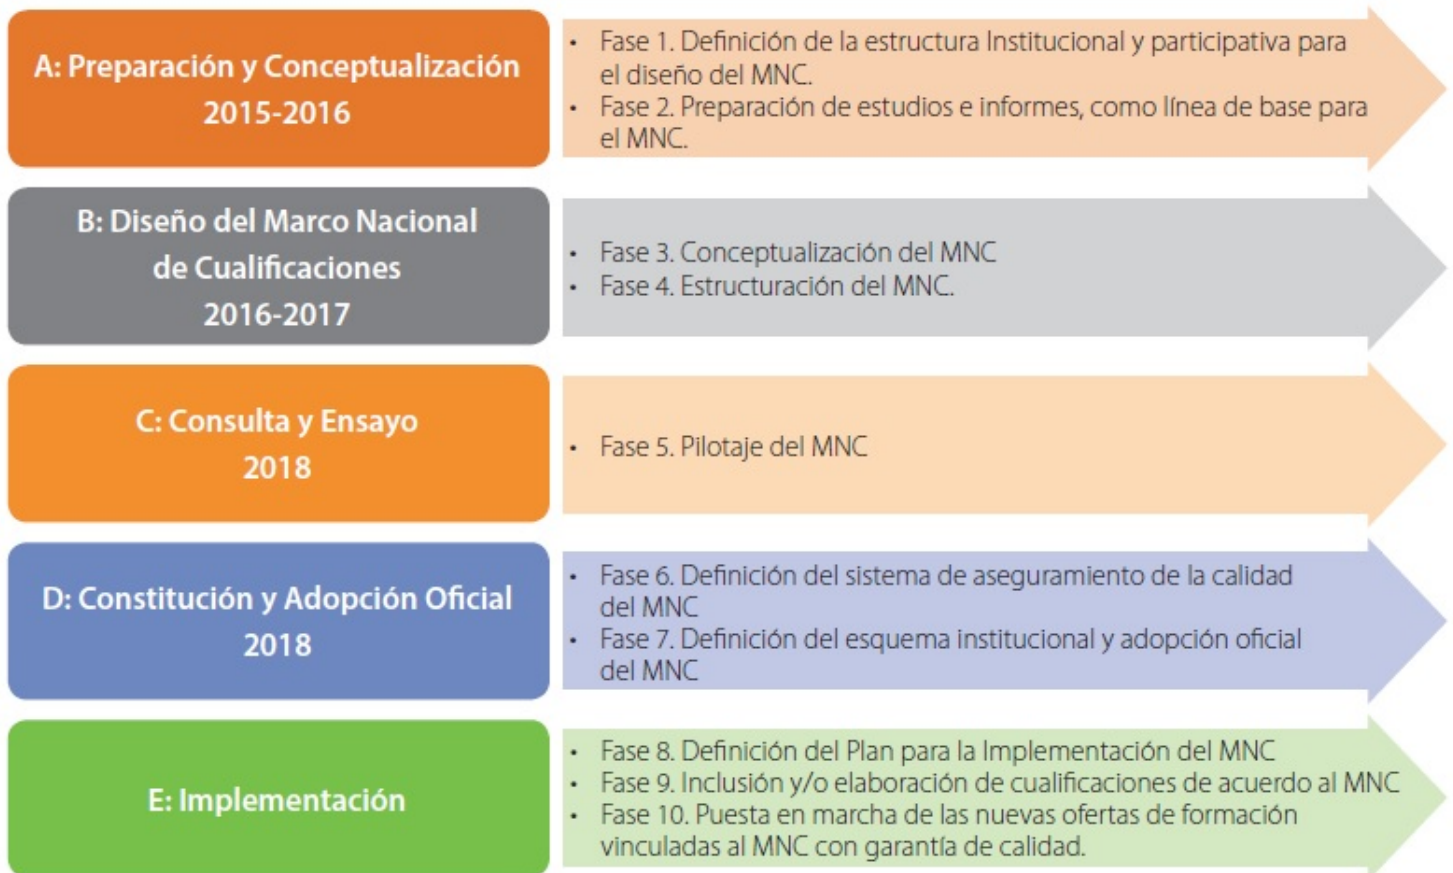 A: Preparación y Conceptualización
2015-2016
• Fase 1. Definición de la estructura Institucional y participativa para
el diseño del MNC.
• Fase 2. Preparación de estudios e informes, como línea de base para
el MNC.
B: Diseño del Marco Nacional
de Cualificaciones
2016-2017
• Fase 3. Conceptualización del MNC
• Fase 4. Estructuración del MNC.
C: Consulta y Ensayo
2018
• Fase 5. Pilotaje del MNC
D: Constitución y Adopción Oficial
2018
• Fase 6. Definición del sistema de aseguramiento de la calidad
del MNC
• Fase 7. Definición del esquema institucional y adopción oficial
del MNC
E: Implementación
• Fase 8. Definición del Plan para la Implementación del MNC
• Fase 9. Inclusión y/o elaboración de cualificaciones de acuerdo al MNC
• Fase 10. Puesta en marcha de las nuevas ofertas de formación
vinculadas al MNC con garantía de calidad.